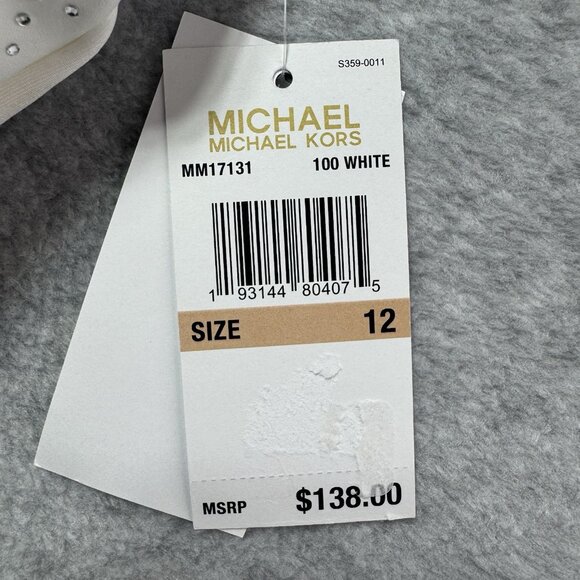 S359-0011
MICHAEL
MICHAEL KORS
MM17131 100 WHITE
1 93144 80407 5
SIZE 12
MSRP $138.00